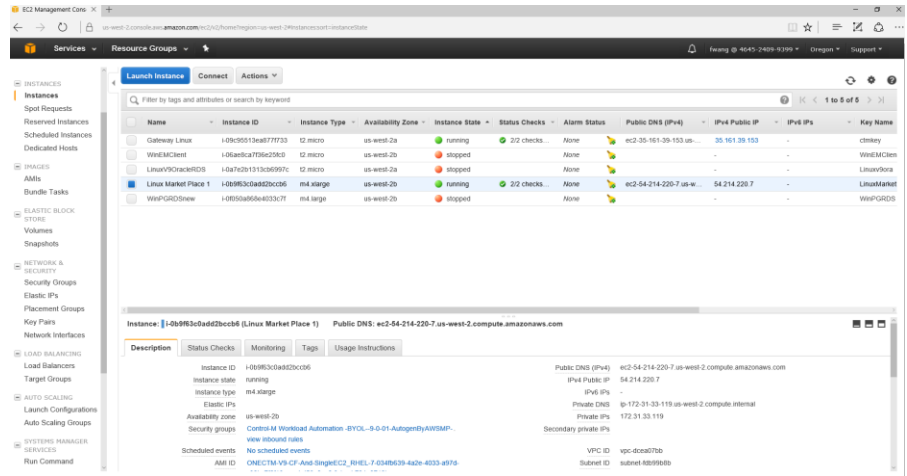 EC2 Management Cons
us-west-2.console.aws.amazon.com/ec2/v2/home?region=us-west-2#Instances:sort=instanceState
Services Resource Groups fwang @ 4645-2409-9399 Oregon Support
Launch Instance Connect Actions
Filter by tags and attributes or search by keyword 1 to 5 of 5
Name Instance ID Instance Type Availability Zone Instance State Status Checks Alarm Status Public DNS (IPv4) IPv4 Public IP IPv6 IPs Key Name
Gateway Linux i-09c95513ea877f733 t2.micro us-west-2a running 2/2 checks... None ec2-35-161-39-153.us-... 35.161.39.153 - ctmkey
WinEMClient i-06ae8ca7f36e25fc0 t2.micro us-west-2b stopped None - - WinEMClien
LinuxV9OracleRDS i-0a7e2b1313cb6997c t2.micro us-west-2b stopped None - - Linuxv9ora
Linux Market Place 1 i-0b9f63c0add2bccb6 m4.xlarge us-west-2b running 2/2 checks... None ec2-54-214-220-7.us-w... 54.214.220.7 - LinuxMarket
WinPGRDSnew i-0f050a868e4033c7f m4.large us-west-2b stopped None - - WinPGRDS
INSTANCES
Instances
Spot Requests
Reserved Instances
Scheduled Instances
Dedicated Hosts
IMAGES
AMIs
Bundle Tasks
ELASTIC BLOCK
STORE
Volumes
Snapshots
NETWORK &
SECURITY
Security Groups
Elastic IPs
Placement Groups
Key Pairs
Network Interfaces
LOAD BALANCING
Load Balancers
Target Groups
AUTO SCALING
Launch Configurations
Auto Scaling Groups
SYSTEMS MANAGER
SERVICES
Run Command
Instance: i-0b9f63c0add2bccb6 (Linux Market Place 1) Public DNS: ec2-54-214-220-7.us-west-2.compute.amazonaws.com
Description Status Checks Monitoring Tags Usage Instructions
Instance ID i-0b9f63c0add2bccb6 Public DNS (IPv4) ec2-54-214-220-7.us-west-2.compute.amazonaws.com
Instance state running IPv4 Public IP 54.214.220.7
Instance type m4.xlarge IPv6 IPs -
Elastic IPs Private DNS ip-172-31-33-119.us-west-2.compute.internal
Availability zone us-west-2b Private IPs 172.31.33.119
Security groups Control-M Workload Automation -BYOL--9-0-01-AutogenByAWSMP-. Secondary private IPs
view inbound rules
Scheduled events No scheduled events VPC ID vpc-dcea07bb
AMI ID ONECTM-V9-CF-And-SingleEC2_RHEL-7-034fb639-4a2e-4033-a97d- Subnet ID subnet-fdb99b8b